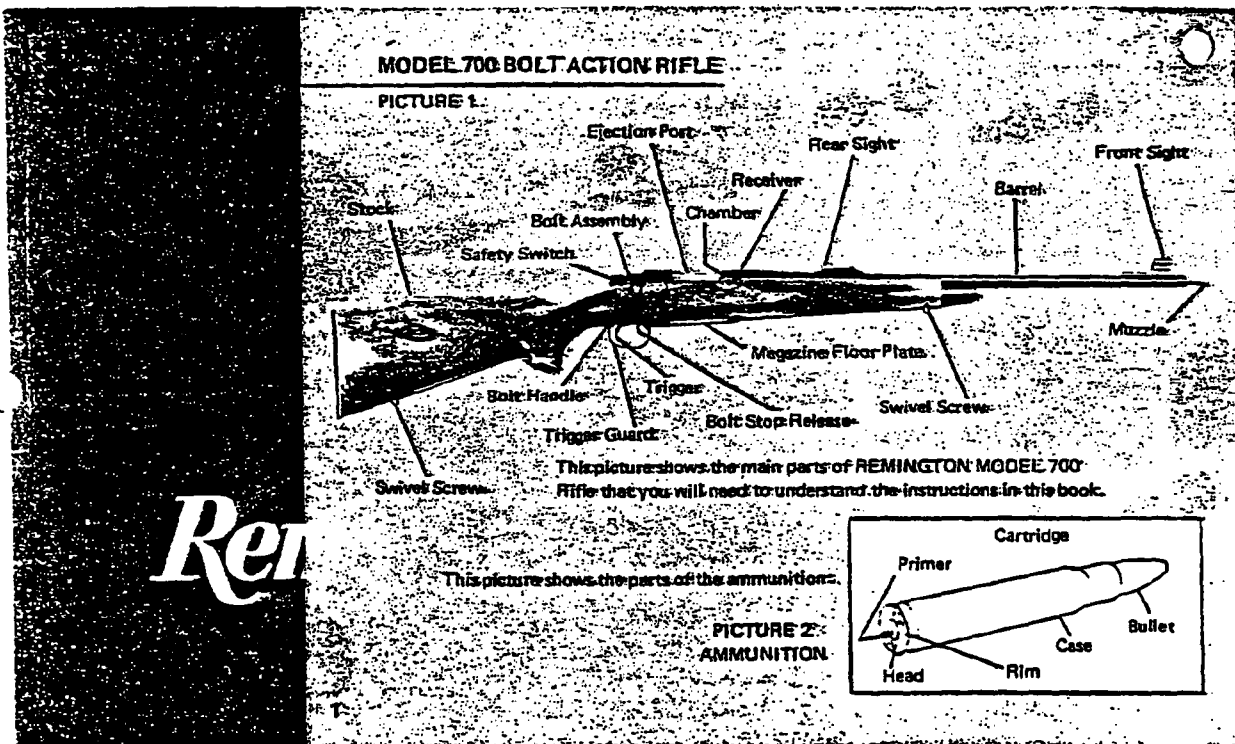 MODEL 700 BOLT ACTION RIFLE
PICTURE 1
Ejection Port
Rear Sight
Front Sight
Receiver
Barrel
Stock
Chamber
Bolt Assembly
Safety Switch
Muzzle
Magazine Floor Plate
Trigger
Bolt Handle
Swivel Screw
Bolt Stop Release
Trigger Guard
This picture shows the main parts of REMINGTON MODEL 700
Swivel Screw
Rifle that you will need to understand the instructions in this book.
Rem
Cartridge
Primer
This picture shows the parts of the ammunition.
Bullet
PICTURE 2
Case
AMMUNITION
Rim
Head
1